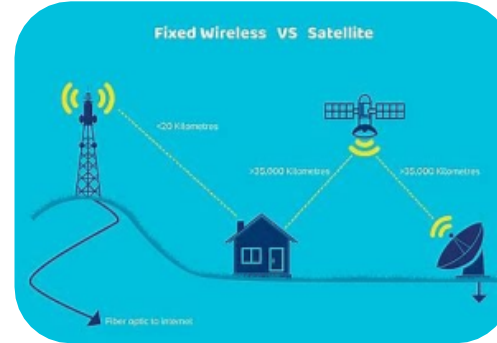 Fixed Wireless VS Satellite
<20 Kilometres
>35,000 Kilometres
>35,000 Kilometres
Fiber optic to internet